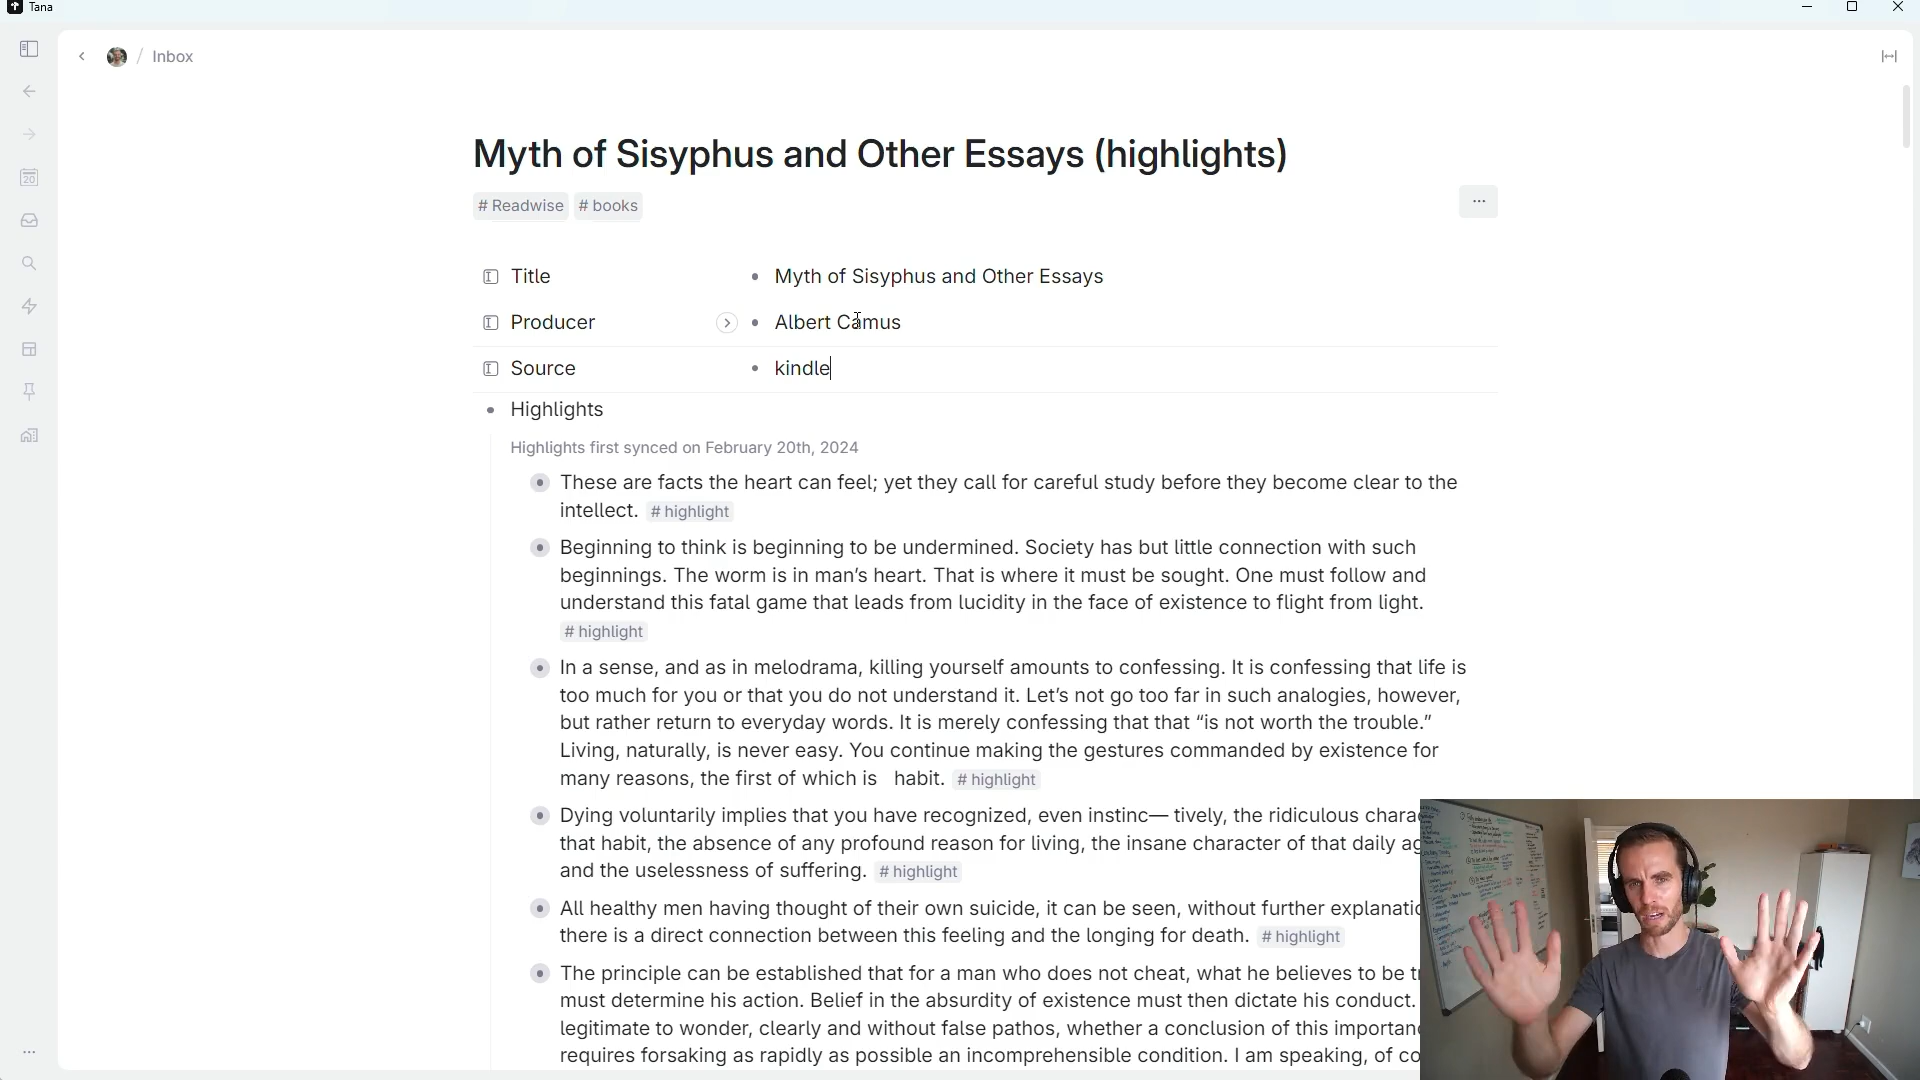 Tana
/ Inbox
Myth of Sisyphus and Other Essays (highlights)
# Readwise # books
...
Title • Myth of Sisyphus and Other Essays
Producer • Albert Camus
Source • kindle
• Highlights
Highlights first synced on February 20th, 2024
These are facts the heart can feel; yet they call for careful study before they become clear to the
intellect. # highlight
Beginning to think is beginning to be undermined. Society has but little connection with such
beginnings. The worm is in man’s heart. That is where it must be sought. One must follow and
understand this fatal game that leads from lucidity in the face of existence to flight from light.
# highlight
In a sense, and as in melodrama, killing yourself amounts to confessing. It is confessing that life is
too much for you or that you do not understand it. Let’s not go too far in such analogies, however,
but rather return to everyday words. It is merely confessing that that “is not worth the trouble.”
Living, naturally, is never easy. You continue making the gestures commanded by existence for
many reasons, the first of which is   habit. # highlight
Dying voluntarily implies that you have recognized, even instinc— tively, the ridiculous
that habit, the absence of any profound reason for living, the insane character of that daily
and the uselessness of suffering. # highlight
All healthy men having thought of their own suicide, it can be seen, without further
there is a direct connection between this feeling and the longing for death. # highlight
The principle can be established that for a man who does not cheat, what he believes to be
must determine his action. Belief in the absurdity of existence must then dictate his conduct.
legitimate to wonder, clearly and without false pathos, whether a conclusion of this
requires forsaking as rapidly as possible an incomprehensible condition. I am speaking, of
20